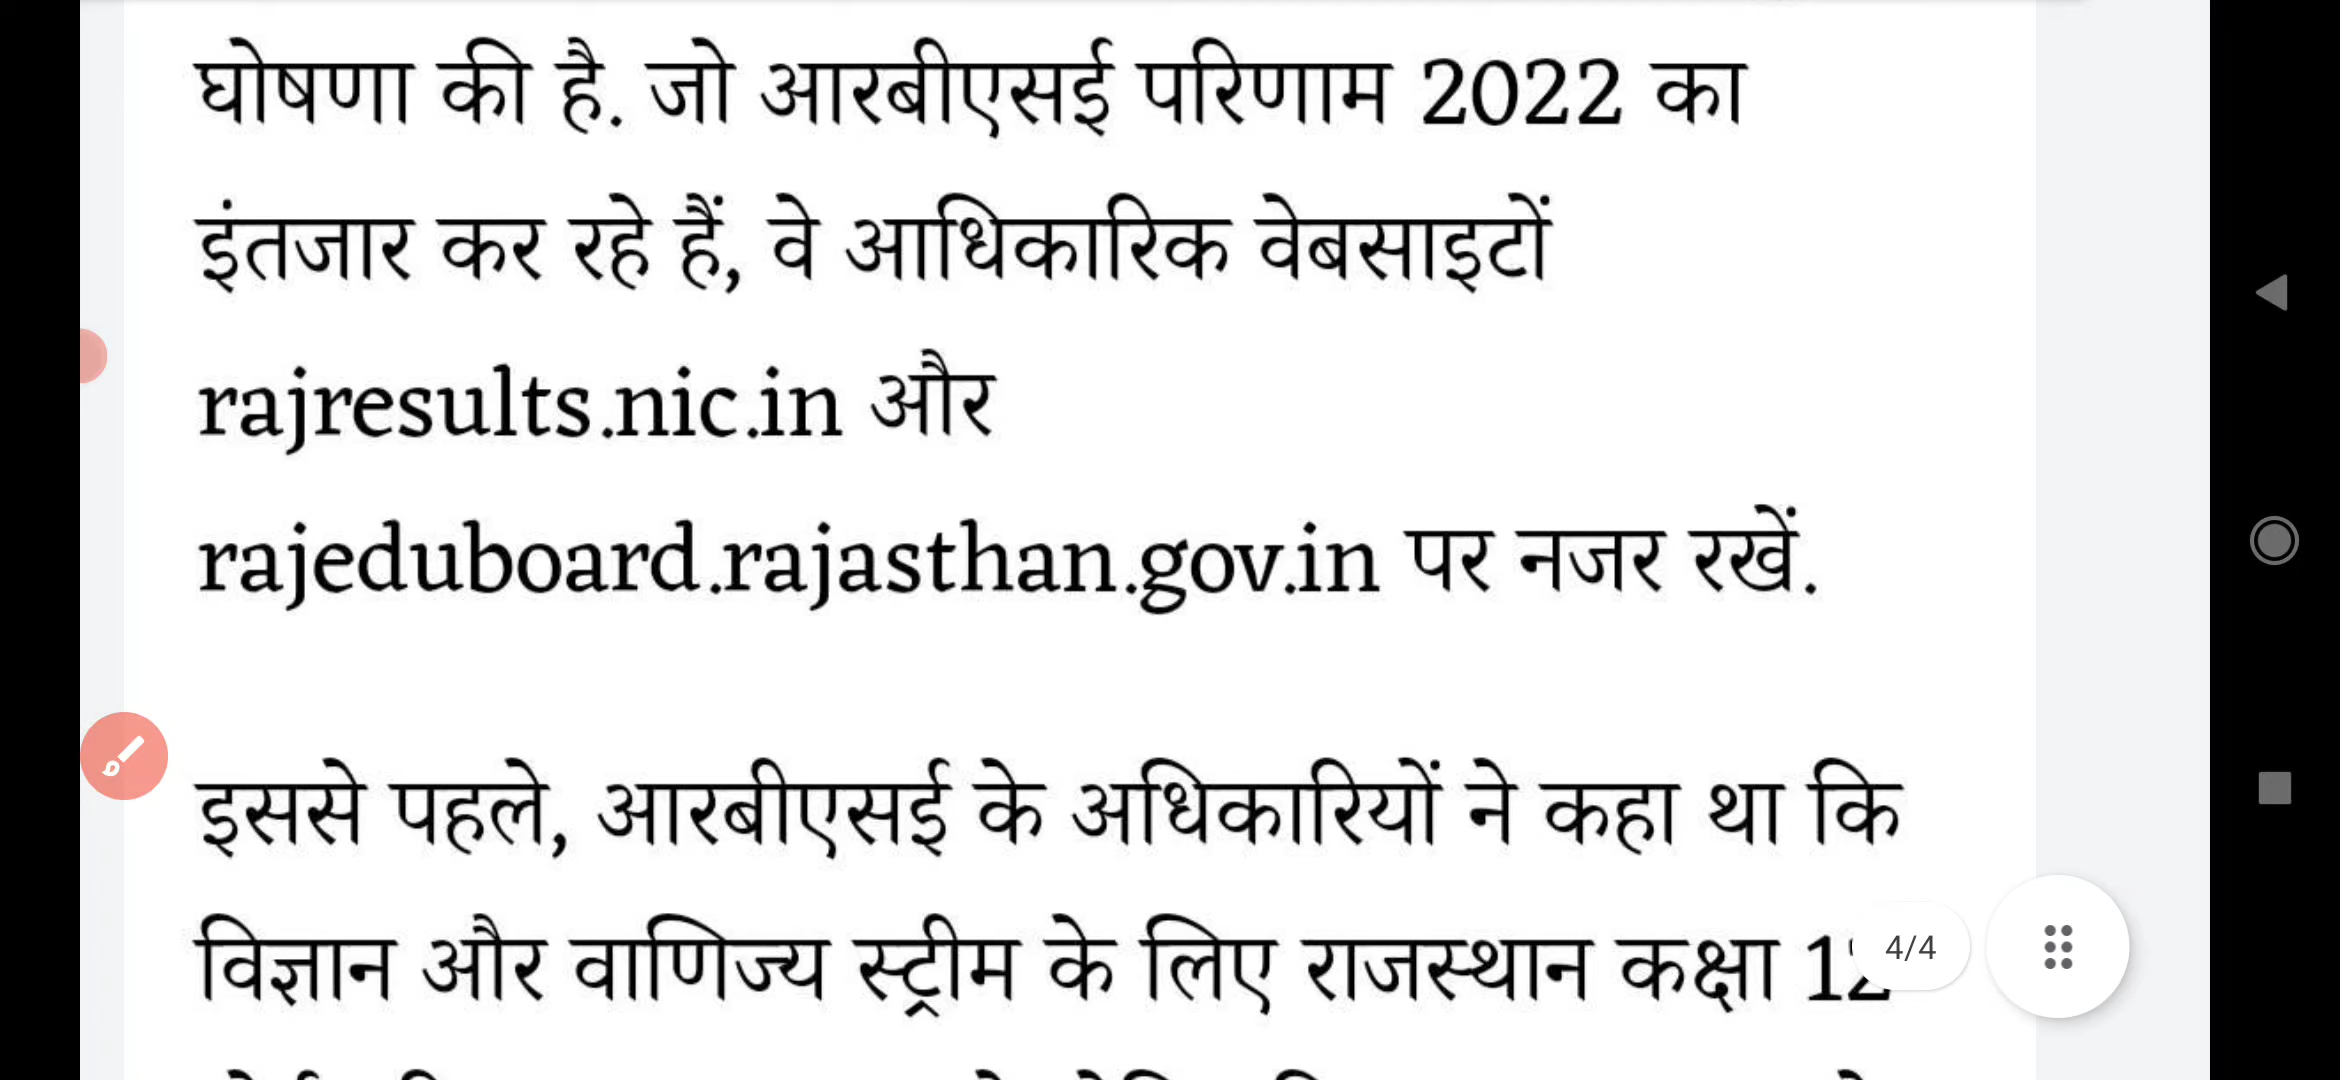 घोषणा की है. जो आरबीएसई परिणाम 2022 का
इंतजार कर रहे हैं, वे आधिकारिक वेबसाइटों
rajresults.nic.in और
rajeduboard.rajasthan.gov.in पर नजर रखें.
इससे पहले, आरबीएसई के अधिकारियों ने कहा था कि
विज्ञान और वाणिज्य स्ट्रीम के लिए राजस्थान कक्षा 12
4/4